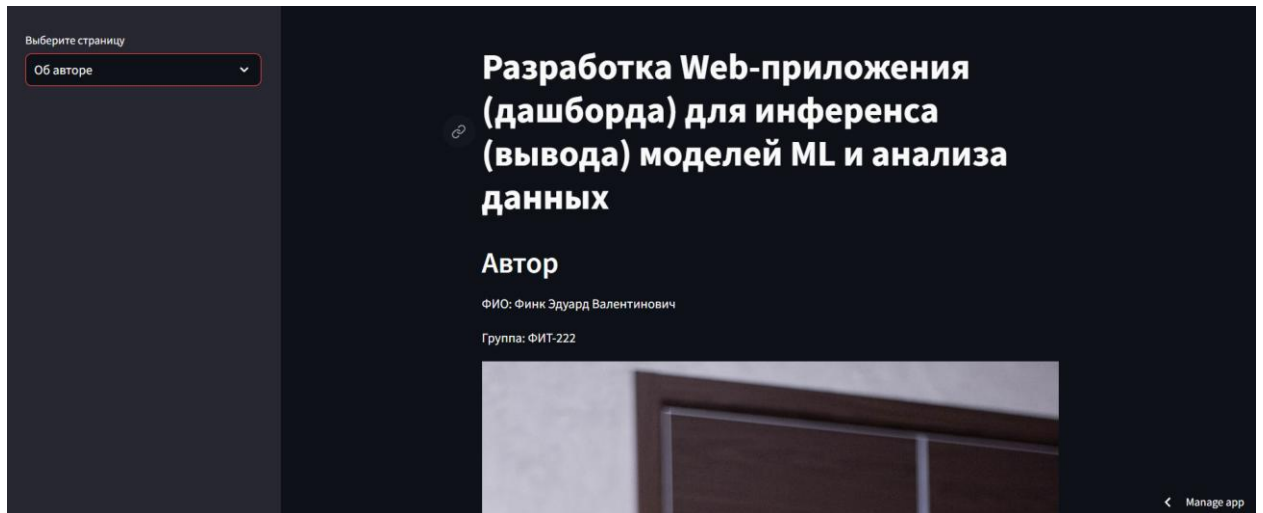 Выберите страницу
Об авторе
Разработка Web-приложения
(дашборда) для инференса
(вывода) моделей ML и анализа
данных
Автор
ФИО: Финк Эдуард Валентинович
Группа: ФИТ-222
Manage app